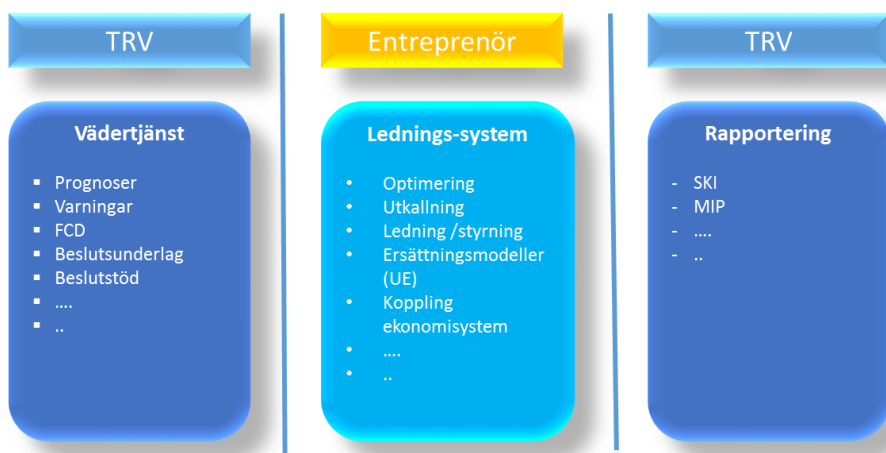 TRV
Entreprenör
TRV
Vädertjänst
▪ Prognoser
▪ Varningar
▪ FCD
▪ Beslutsunderlag
▪ Beslutstöd
▪ ....
▪ ..
Lednings-system
• Optimering
• Utkallning
• Ledning /styrning
• Ersättningsmodeller
(UE)
• Koppling
ekonomisystem
• ....
• ..
Rapportering
- SKI
- MIP
- ....
- ..